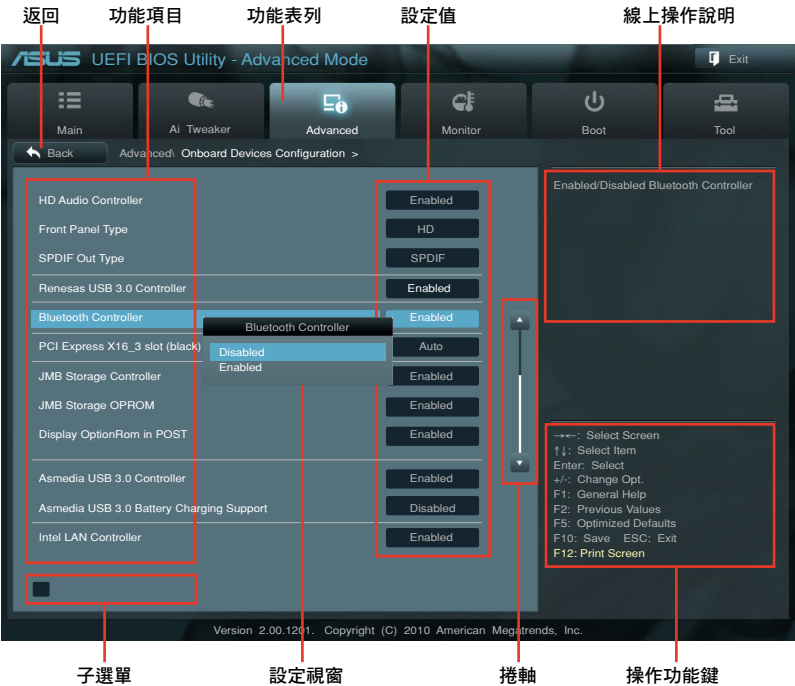 返回 功能項目 功能表列 設定值 線上操作說明
ASUS UEFI BIOS Utility - Advanced Mode Exit
Main Ai Tweaker Advanced Monitor Boot Tool
Back Advanced\ Onboard Devices Configuration >
Enabled/Disabled Bluetooth Controller
HD Audio Controller Enabled
Front Panel Type HD
SPDIF Out Type SPDIF
Renesas USB 3.0 Controller Enabled
Bluetooth Controller Enabled
Bluetooth Controller
Disabled
Enabled
PCI Express X16_3 slot (black) Auto
JMB Storage Controller Enabled
JMB Storage OPROM Enabled
Display OptionRom in POST Enabled
Asmedia USB 3.0 Controller Enabled
Asmedia USB 3.0 Battery Charging Support Disabled
Intel LAN Controller Enabled
→←: Select Screen
↑↓: Select Item
Enter: Select
+/-: Change Opt.
F1: General Help
F2: Previous Values
F5: Optimized Defaults
F10: Save ESC: Exit
F12: Print Screen
Version 2.00.1201. Copyright (C) 2010 American Megatrends, Inc.
子選單 設定視窗 捲軸 操作功能鍵